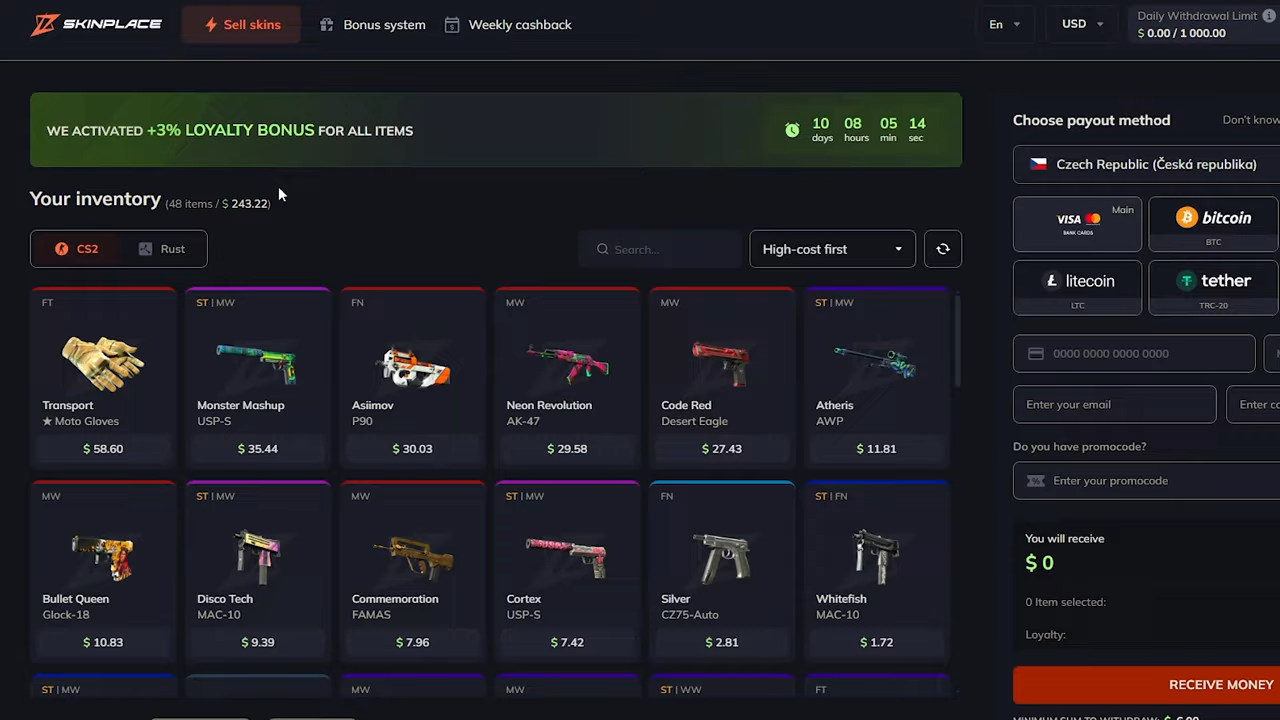 SKINPLACE
Sell skins
Bonus system
Weekly cashback
En
USD
Daily Withdrawal Limit
$ 0.00 / 1 000.00
WE ACTIVATED +3% LOYALTY BONUS FOR ALL ITEMS
10 08 05 14
days hours min sec
Choose payout method
Don't know
Czech Republic (Česká republika)
Your inventory (48 items / $ 243.22)
VISA
BANK CARDS
Main
bitcoin
BTC
CS2
Rust
Search...
High-cost first
litecoin
LTC
tether
TRC-20
FT
Transport
★ Moto Gloves
$ 58.60
ST | MW
Monster Mashup
USP-S
$ 35.44
FN
Asiimov
P90
$ 30.03
MW
Neon Revolution
AK-47
$ 29.58
MW
Code Red
Desert Eagle
$ 27.43
ST | MW
Atheris
AWP
$ 11.81
0000 0000 0000 0000
Enter your email
Enter co
Do you have promocode?
Enter your promocode
MW
Bullet Queen
Glock-18
$ 10.83
ST | MW
Disco Tech
MAC-10
$ 9.39
MW
Commemoration
FAMAS
$ 7.96
ST | MW
Cortex
USP-S
$ 7.42
FN
Silver
CZ75-Auto
$ 2.81
ST | FN
Whitefish
MAC-10
$ 1.72
You will receive
$ 0
0 Item selected:
Loyalty:
RECEIVE MONEY
ST | MW
MW
MW
ST | WW
FT